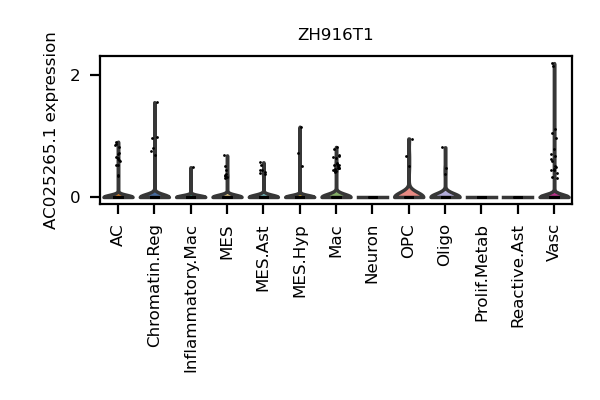 ZH916T1
AC025265.1 expression
2
0
AC
Chromatin.Reg
Inflammatory.Mac
MES
MES.Ast
MES.Hyp
Mac
Neuron
OPC
Oligo
Prolif.Metab
Reactive.Ast
Vasc